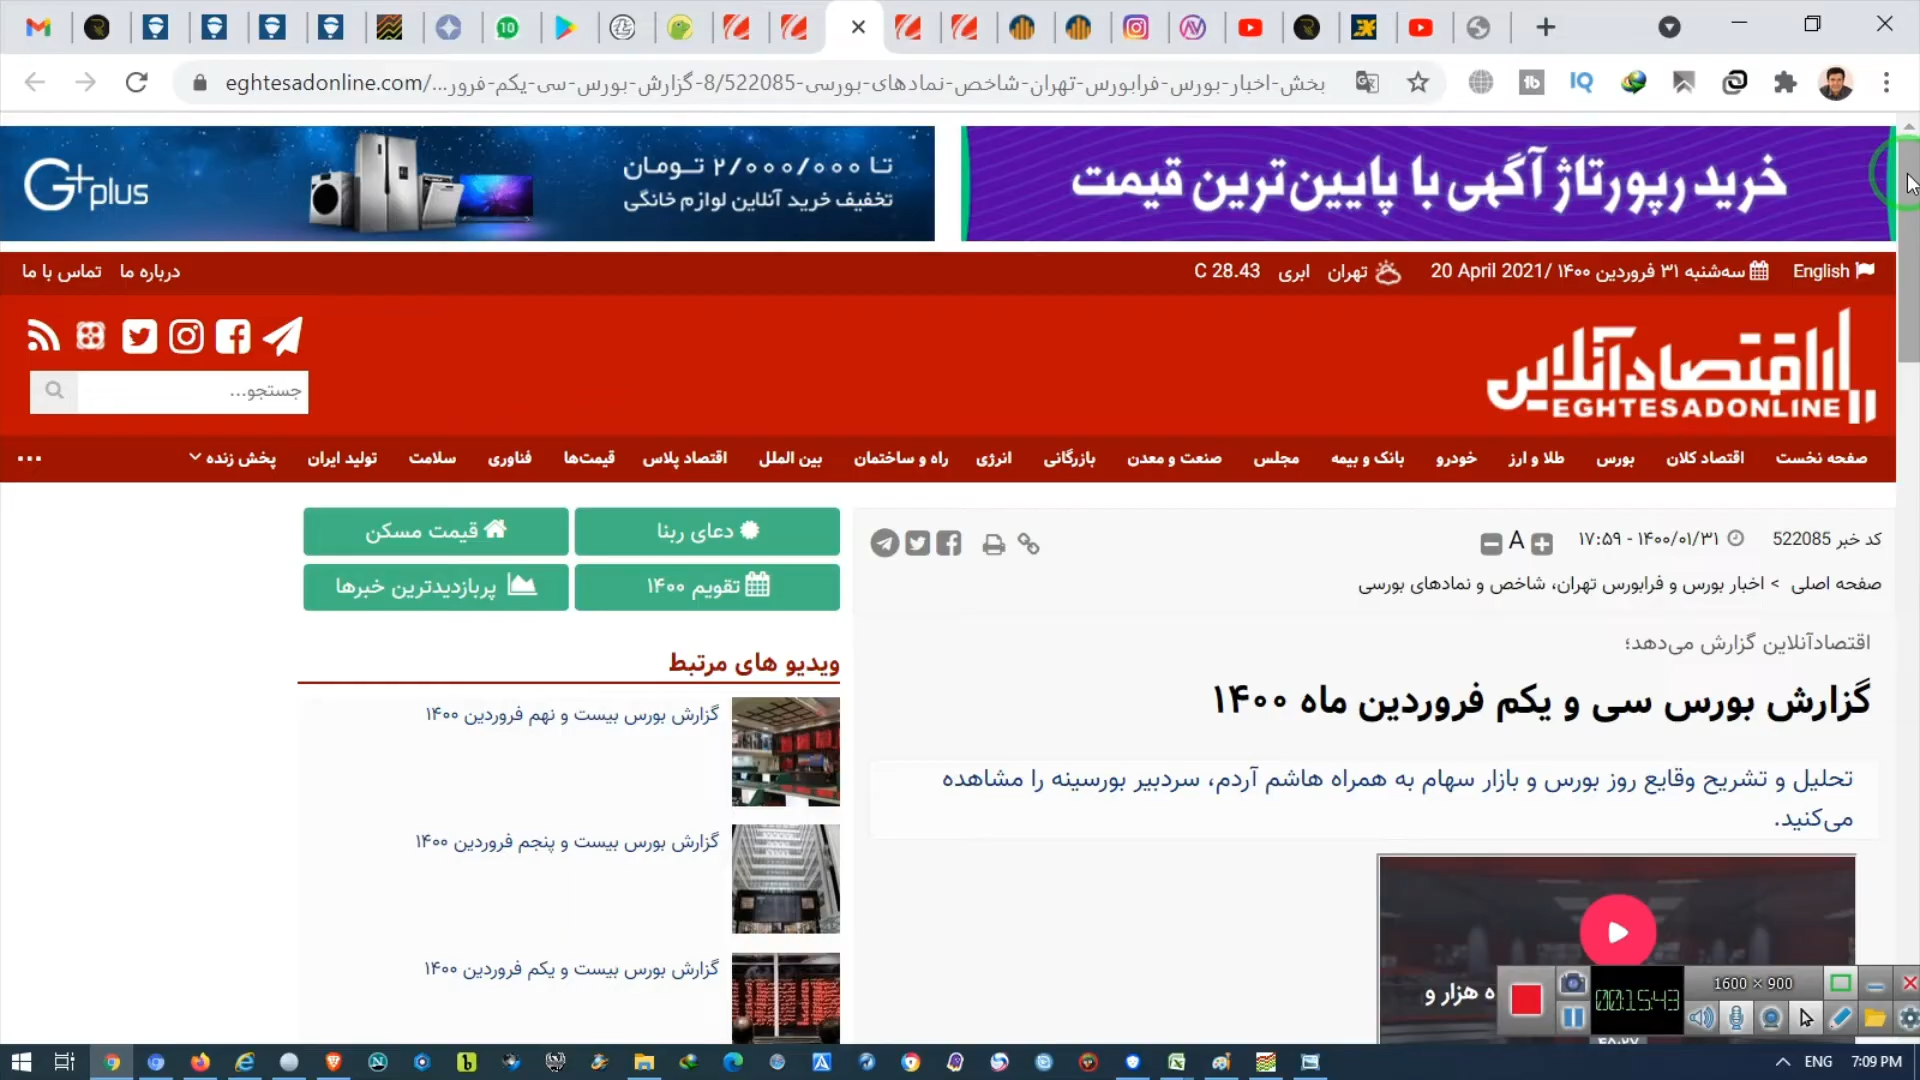 10
eghtesadonline.com/بخش-اخبار-بورس-فرابورس-تهران-شاخص-نمادهای-بورسی-8/522085-گزارش-بورس-سی-یکم-فرور...
G+plus
تا ۲/۰۰۰/۰۰۰ تومان
تخفیف خرید آنلاین لوازم خانگی
خرید رپورتاژ آگهی با پایین‌ترین قیمت
English
سه‌شنبه ۳۱ فروردین ۱۴۰۰ /20 April 2021
تهران ابری 28.43 C
درباره ما
تماس با ما
اقتصادآنلاین
EGHTESADONLINE
جستجو...
صفحه نخست اقتصاد کلان بورس طلا و ارز خودرو بانک و بیمه مجلس صنعت و معدن بازرگانی انرژی راه و ساختمان بین الملل اقتصاد پلاس قیمت‌ها فناوری سلامت تولید ایران پخش زنده ...
کد خبر 522085
۱۴۰۰/۰۱/۳۱ - ۱۷:۵۹
A
صفحه اصلی > اخبار بورس و فرابورس تهران، شاخص و نمادهای بورسی
اقتصادآنلاین گزارش می‌دهد؛
گزارش بورس سی و یکم فروردین ماه ۱۴۰۰
تحلیل و تشریح وقایع روز بورس و بازار سهام به همراه هاشم آردم، سردبیر بورسینه را مشاهده
می‌کنید.
دعای ربنا
قیمت مسکن
تقویم ۱۴۰۰
پربازدیدترین خبرها
ویدیو های مرتبط
گزارش بورس بیست و نهم فروردین ۱۴۰۰
گزارش بورس بیست و پنجم فروردین ۱۴۰۰
گزارش بورس بیست و یکم فروردین ۱۴۰۰
ه هزار و
00:15:43
1600 × 900
۴۵:۲۷
ENG
7:09 PM